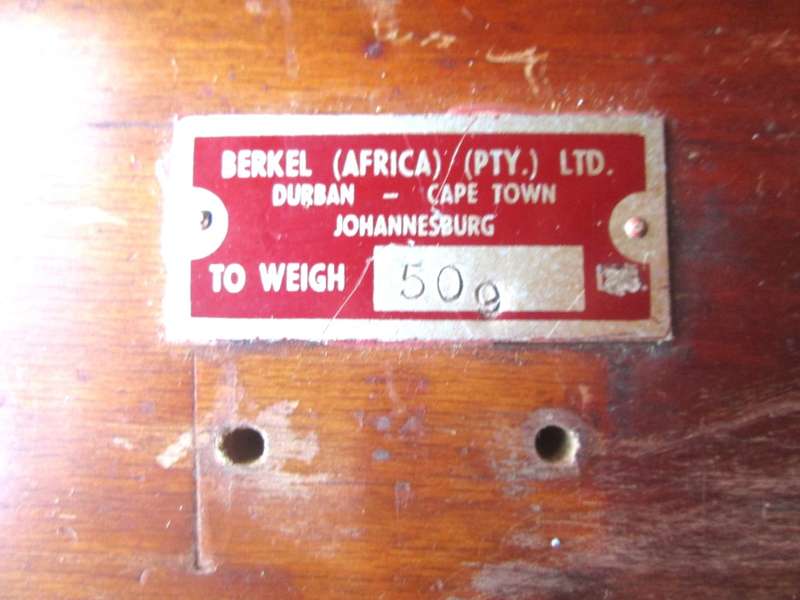 BERKEL (AFRICA) (PTY.) LTD.
DURBAN — CAPE TOWN
JOHANNESBURG
TO WEIGH 50g